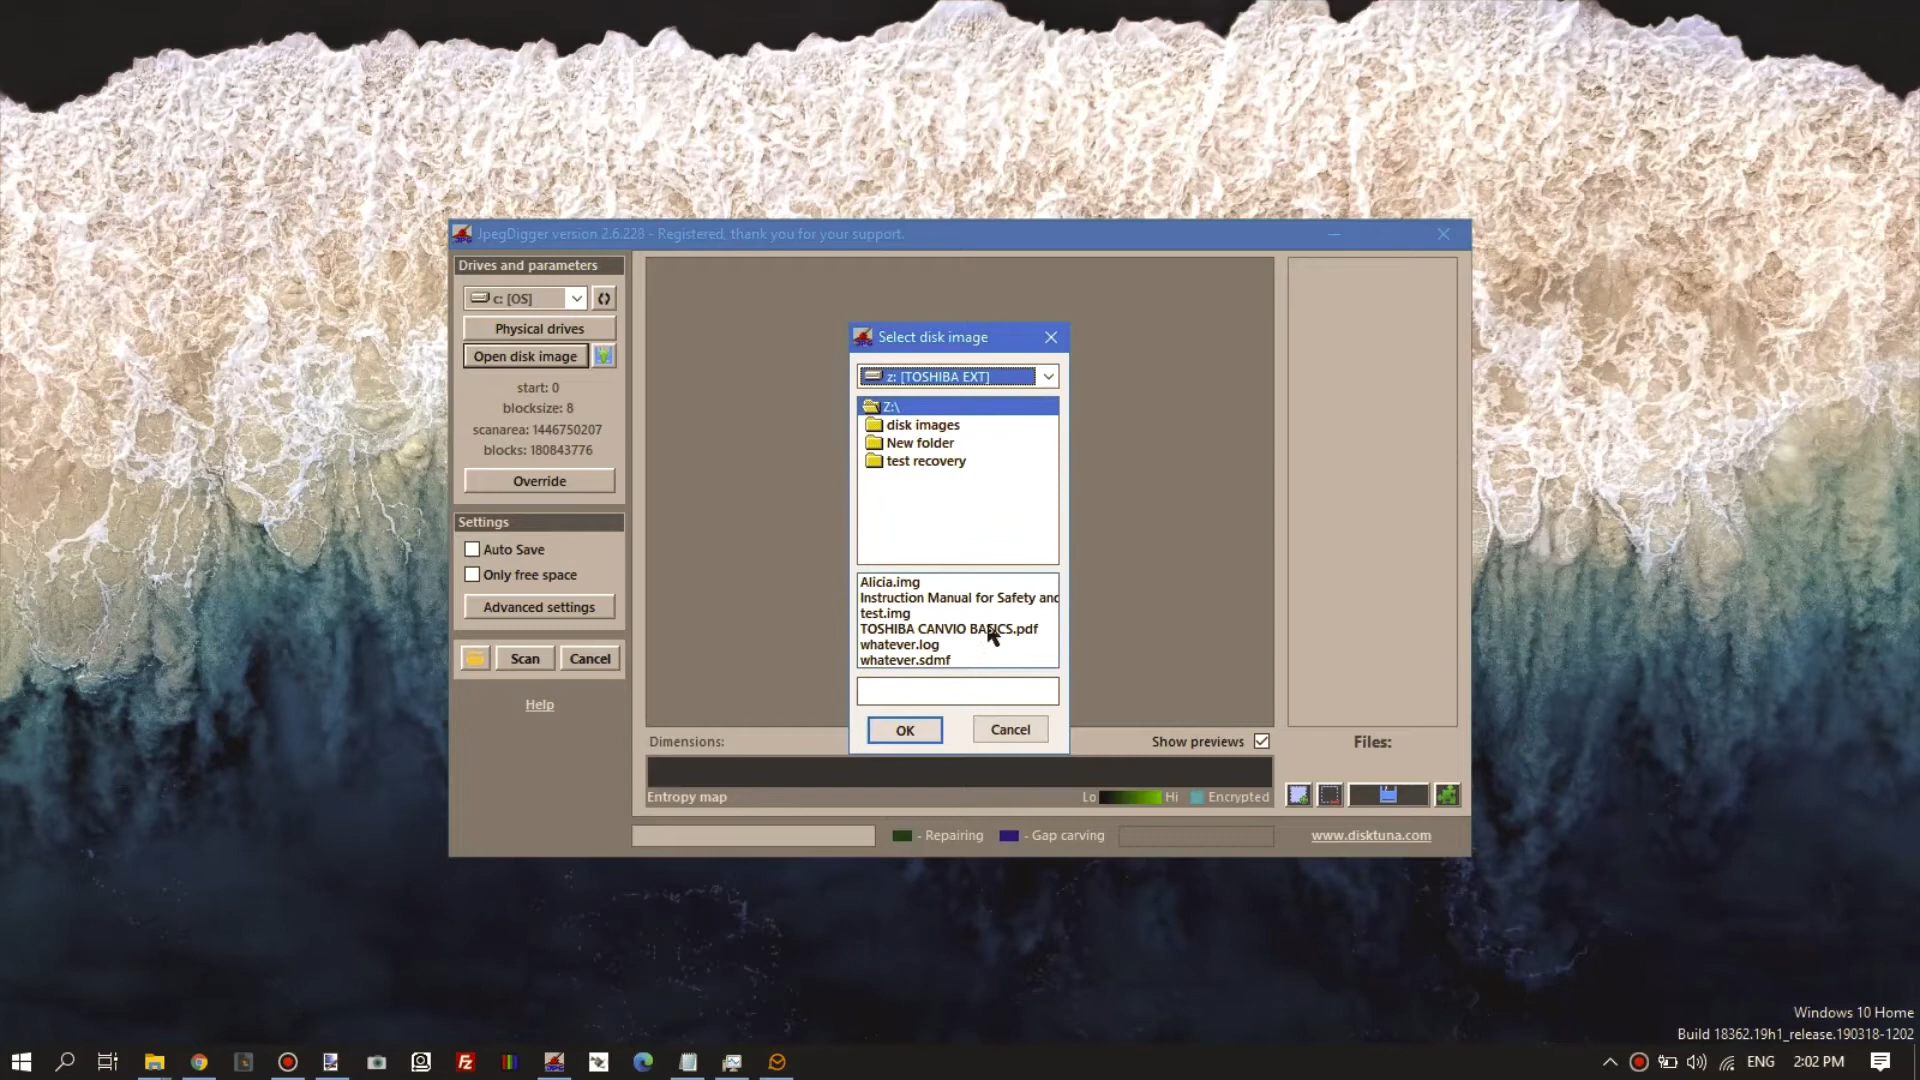 JpegDigger version 2.6.228 - Registered, thank you for your support.
Drives and parameters
c: [OS]
Physical drives
Open disk image
start: 0
blocksize: 8
scanarea: 1446750207
blocks: 180843776
Override
Settings
Auto Save
Only free space
Advanced settings
Scan
Cancel
Help
Select disk image
z: [TOSHIBA EXT]
Z:\
disk images
New folder
test recovery
Alicia.img
Instruction Manual for Safety and
test.img
TOSHIBA CANVIO BASICS.pdf
whatever.log
whatever.sdmf
OK
Cancel
Dimensions:
Show previews
Files:
Entropy map
Lo
Hi
Encrypted
- Repairing
- Gap carving
www.disktuna.com
Windows 10 Home
Build 18362.19h1_release.190318-1202
ENG
2:02 PM